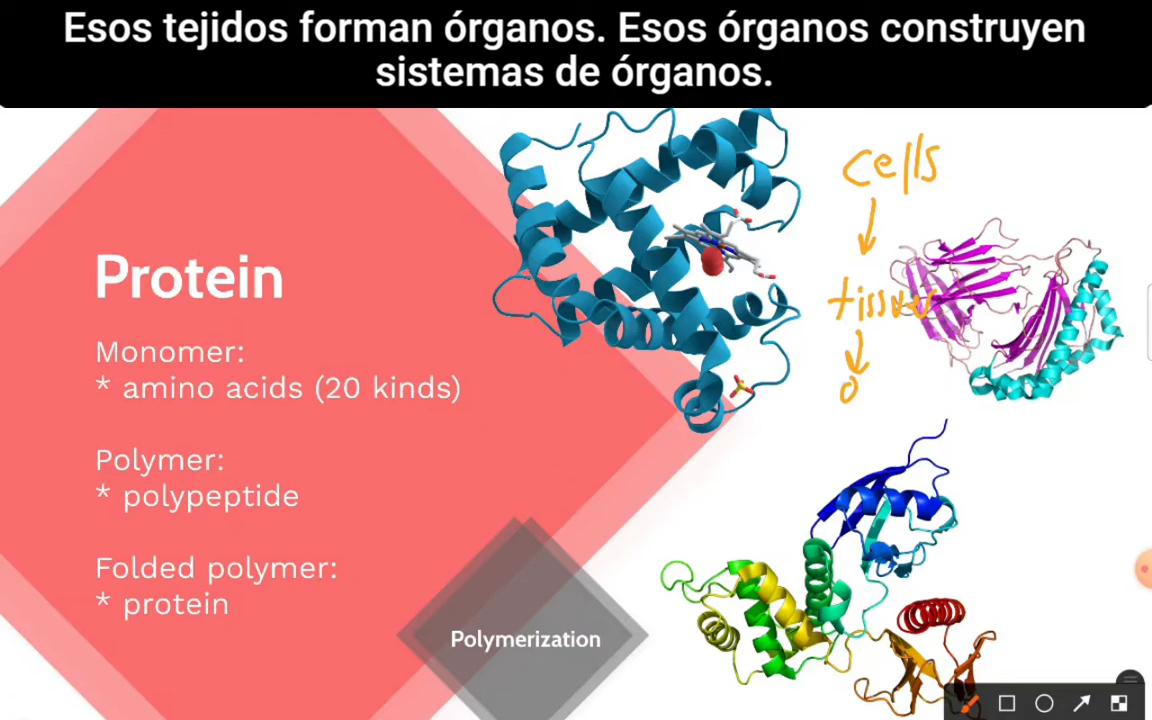 Esos tejidos forman órganos. Esos órganos construyen
sistemas de órganos.
Protein
Monomer:
* amino acids (20 kinds)
Polymer:
* polypeptide
Folded polymer:
* protein
Polymerization
cells
tissues
o